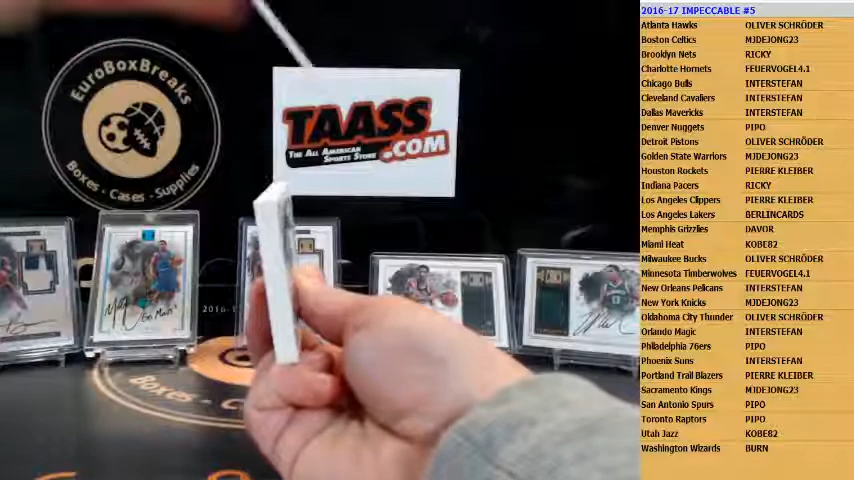 EuroBoxBreaks
Boxes - Cases - Supplies
TAASS
THE ALL AMERICAN
SPORTS STORE
.COM
2016-1
Boxes
2016-17 IMPECCABLE #5
Atlanta Hawks OLIVER SCHRÖDER
Boston Celtics MJDEJONG23
Brooklyn Nets RICKY
Charlotte Hornets FEUERVOGEL4.1
Chicago Bulls INTERSTEFAN
Cleveland Cavaliers INTERSTEFAN
Dallas Mavericks INTERSTEFAN
Denver Nuggets PIPO
Detroit Pistons OLIVER SCHRÖDER
Golden State Warriors MJDEJONG23
Houston Rockets PIERRE KLEIBER
Indiana Pacers RICKY
Los Angeles Clippers PIERRE KLEIBER
Los Angeles Lakers BERLINCARDS
Memphis Grizzlies DAVOR
Miami Heat KOBE82
Milwaukee Bucks OLIVER SCHRÖDER
Minnesota Timberwolves FEUERVOGEL4.1
New Orleans Pelicans INTERSTEFAN
New York Knicks MJDEJONG23
Oklahoma City Thunder OLIVER SCHRÖDER
Orlando Magic INTERSTEFAN
Philadelphia 76ers PIPO
Phoenix Suns INTERSTEFAN
Portland Trail Blazers PIERRE KLEIBER
Sacramento Kings MJDEJONG23
San Antonio Spurs PIPO
Toronto Raptors PIPO
Utah Jazz KOBE82
Washington Wizards BURN